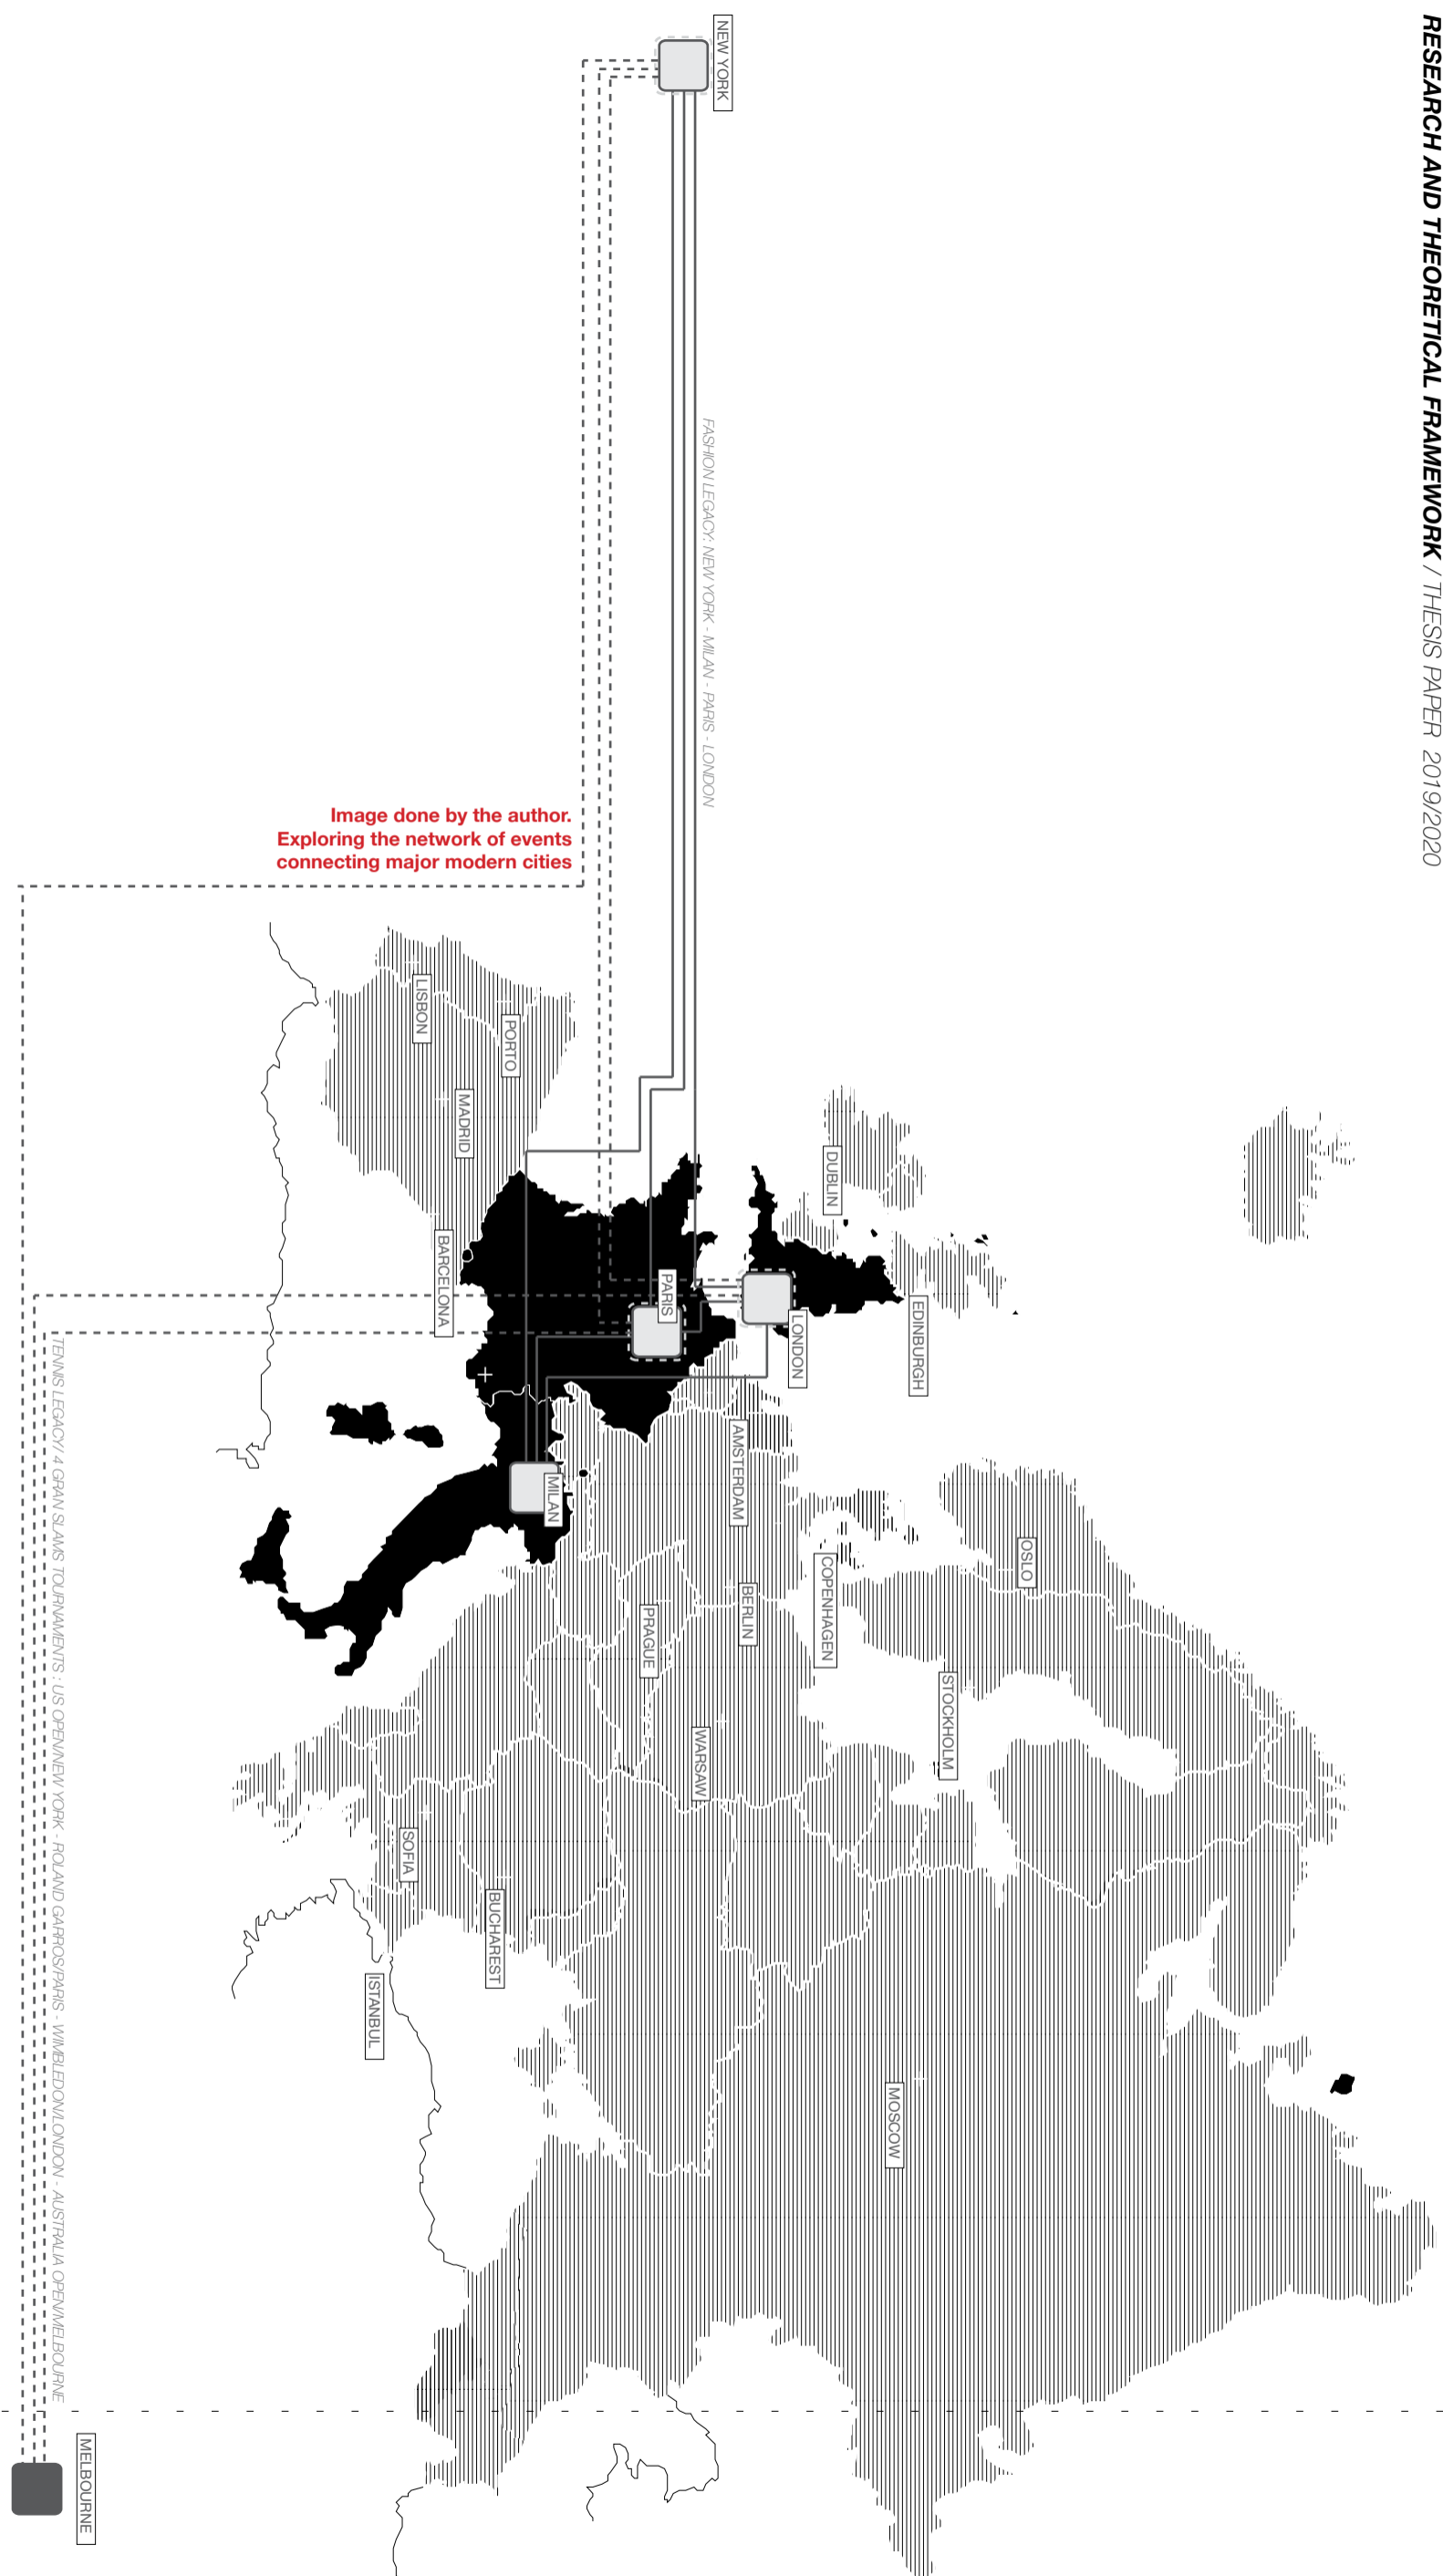 RESEARCH AND THEORETICAL FRAMEWORK / THESIS PAPER 2019/2020
NEW YORK
FASHION LEGACY: NEW YORK - MILAN - PARIS - LONDON
Image done by the author.
Exploring the network of events
connecting major modern cities
LISBON
PORTO
MADRID
BARCELONA
DUBLIN
EDINBURGH
LONDON
PARIS
MILAN
AMSTERDAM
OSLO
COPENHAGEN
BERLIN
PRAGUE
STOCKHOLM
WARSAW
SOFIA
BUCHAREST
ISTANBUL
MOSCOW
TENNIS LEGACY/ 4 GRAN SLAMS TOURNAMENTS : US OPEN/NEW YORK - ROLAND GARROS/PARIS - WIMBLEDON/LONDON - AUSTRALIA OPEN/MELBOURNE
MELBOURNE